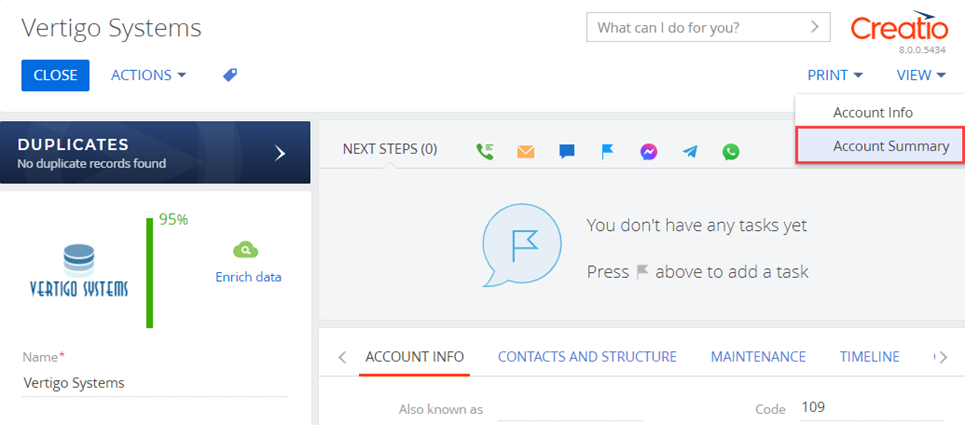 Vertigo Systems
What can I do for you?
Creatio
8.0.0.5434
CLOSE
ACTIONS
PRINT
VIEW
Account Info
Account Summary
DUPLICATES
No duplicate records found
NEXT STEPS (0)
95%
VERTIGO SYSTEMS
Enrich data
You don't have any tasks yet
Press above to add a task
Name*
Vertigo Systems
ACCOUNT INFO
CONTACTS AND STRUCTURE
MAINTENANCE
TIMELINE
Also known as
Code
109